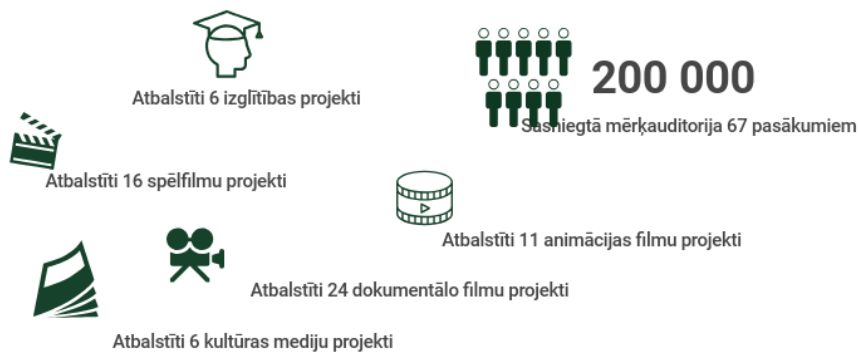 Atbalstīti 6 izglītības projekti
200 000
Sasniegtā mērķauditorija 67 pasākumiem
Atbalstīti 16 spēlfilmu projekti
Atbalstīti 11 animācijas filmu projekti
Atbalstīti 24 dokumentālo filmu projekti
Atbalstīti 6 kultūras mediju projekti